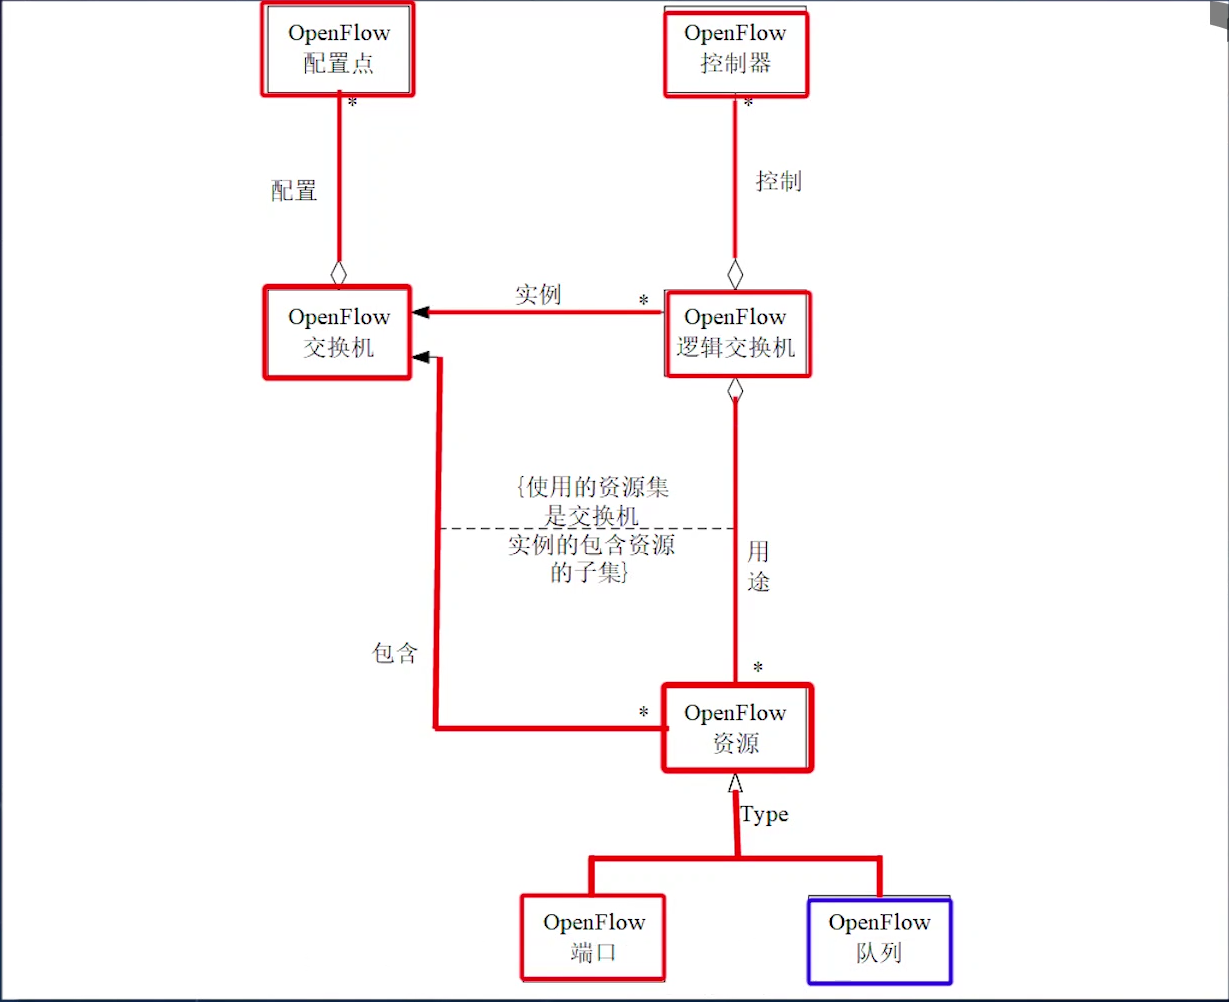 OpenFlow
配置点
*
OpenFlow
控制器
*
配置
控制
OpenFlow
交换机
实例
*
OpenFlow
逻辑交换机
{使用的资源集
是交换机
实例的包含资源
的子集}
用
途
包含
*
*
OpenFlow
资源
Type
OpenFlow
端口
OpenFlow
队列